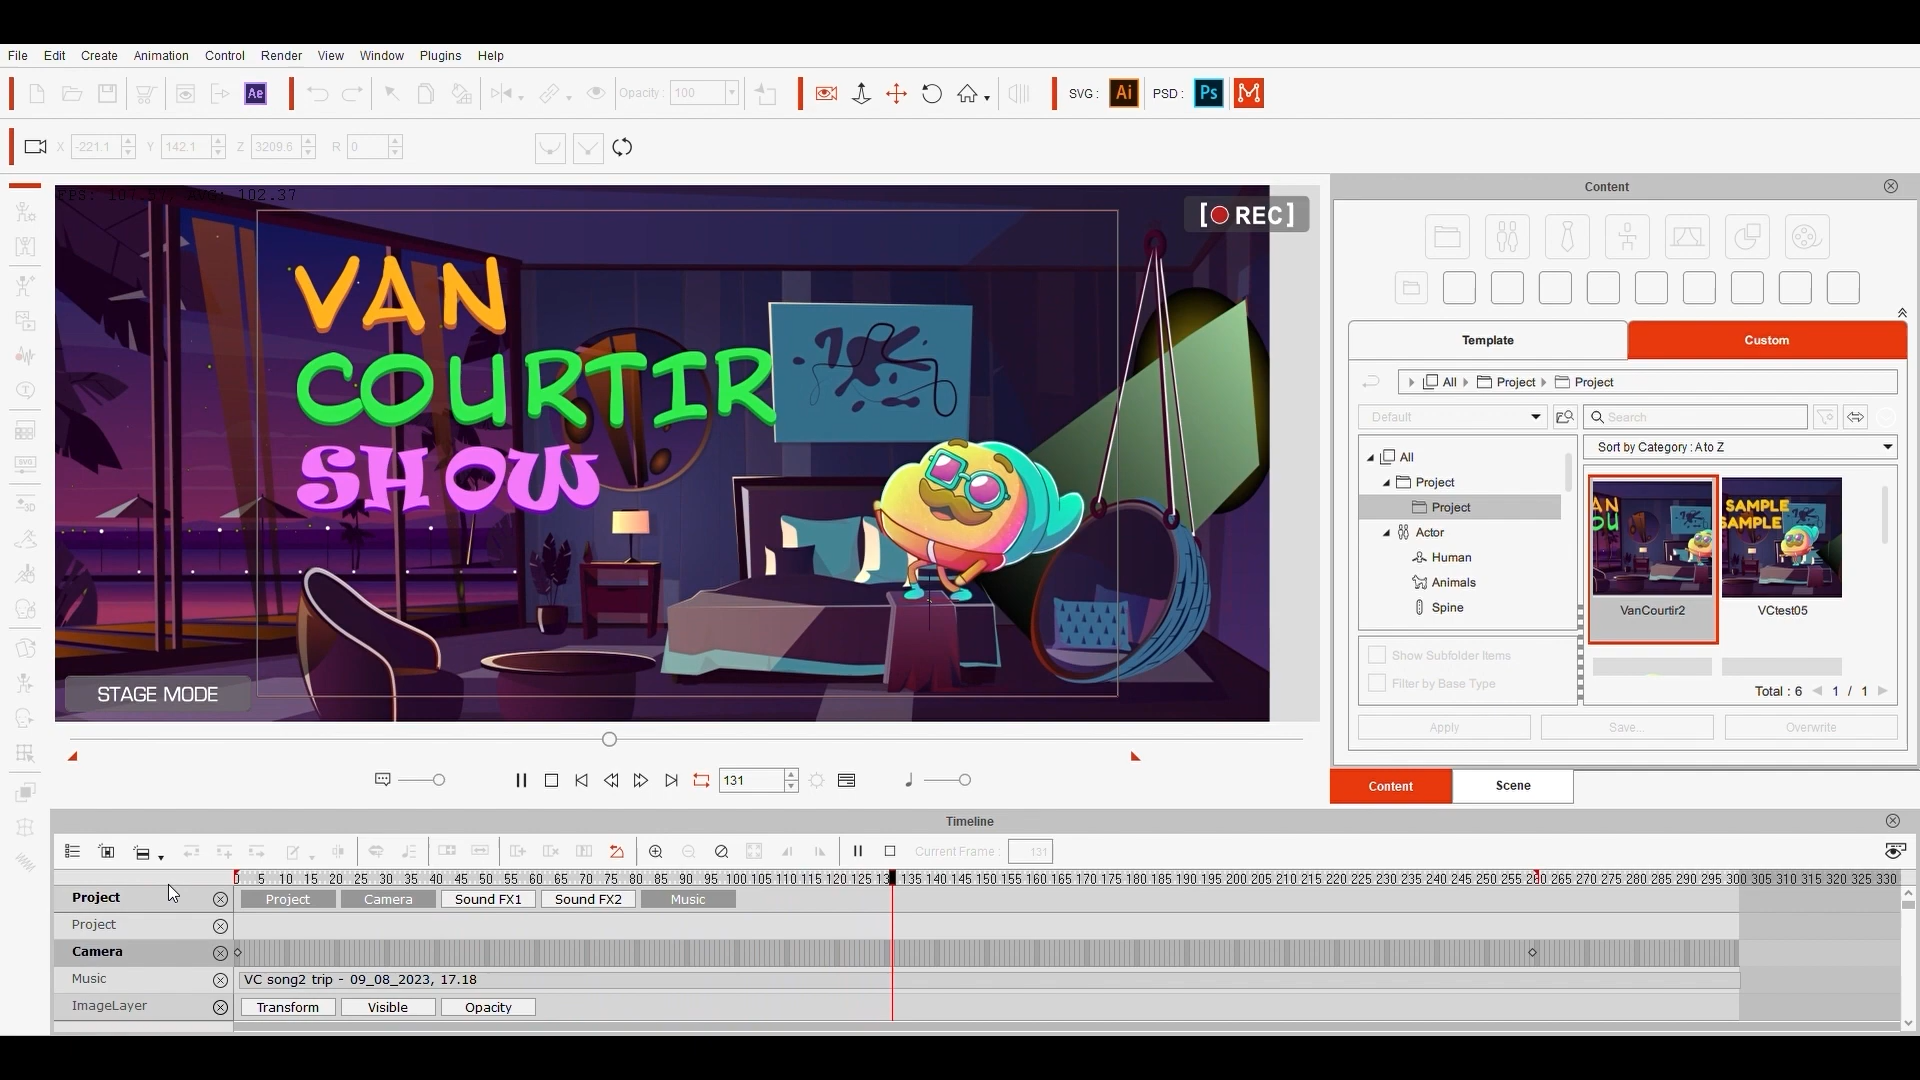 File Edit Create Animation Control Render View Window Plugins Help
Ae Opacity : 100 SVG : Ai PSD : Ps
X -221.1 Y 142.1 Z 3209.6 R 0
102.37
[ REC ]
VAN
COURTIR
SHOW
STAGE MODE
131
Content
Template Custom
All Project Project
Default Search
Sort by Category : A to Z
All
Project
Project
Actor
Human
Animals
Spine
Show Subfolder Items
Filter by Base Type
AN
OU
SAMPLE
SAMPLE
VanCourtir2 VCtest05
Total : 6 1 / 1
Apply Save... Overwrite
Content Scene
Timeline
Current Frame : 131
0 5 10 15 20 25 30 35 40 45 50 55 60 65 70 75 80 85 90 95 100 105 110 115 120 125 135 140 145 150 155 160 165 170 175 180 185 190 195 200 205 210 215 220 225 230 235 240 245 250 255 260 265 270 275 280 285 290 295 300 305 310 315 320 325 330
Project Project Camera Sound FX1 Sound FX2 Music
Project
Camera
Music VC song2 trip - 09_08_2023, 17.18
ImageLayer Transform Visible Opacity